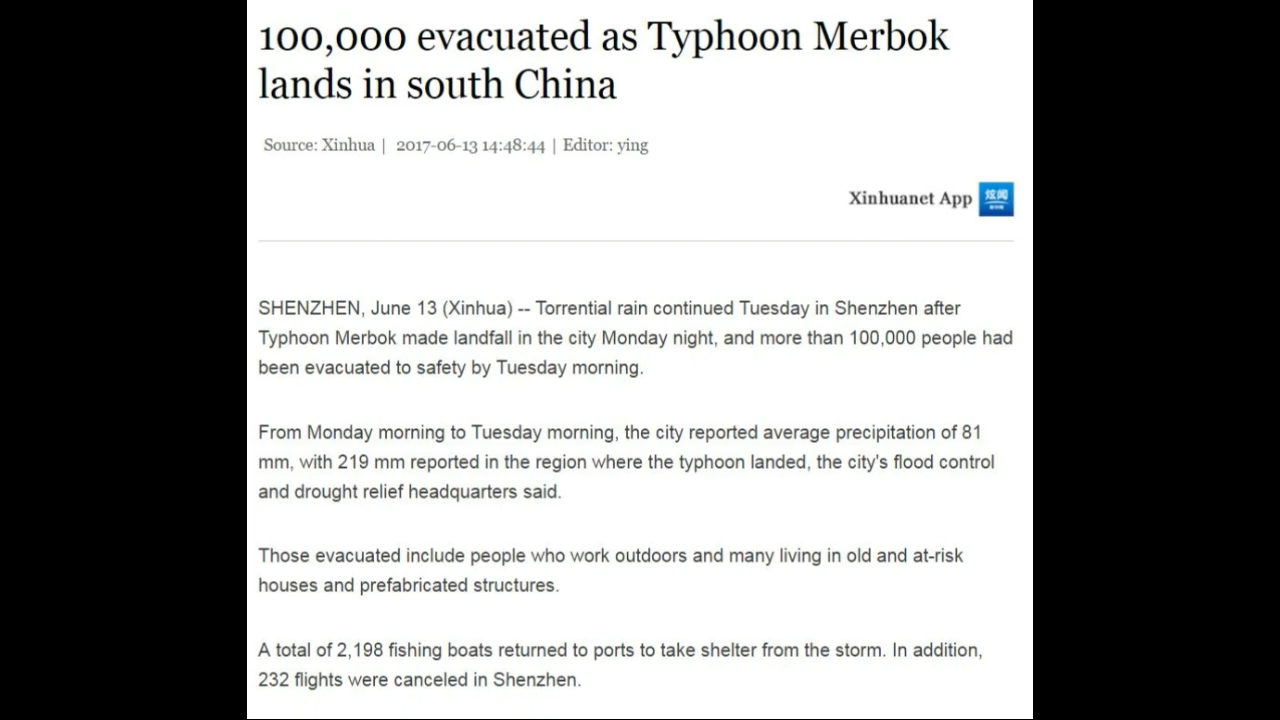 100,000 evacuated as Typhoon Merbok
lands in south China
Source: Xinhua | 2017-06-13 14:48:44 | Editor: ying
Xinhuanet App
炫闻
SHENZHEN, June 13 (Xinhua) -- Torrential rain continued Tuesday in Shenzhen after
Typhoon Merbok made landfall in the city Monday night, and more than 100,000 people had
been evacuated to safety by Tuesday morning.
From Monday morning to Tuesday morning, the city reported average precipitation of 81
mm, with 219 mm reported in the region where the typhoon landed, the city's flood control
and drought relief headquarters said.
Those evacuated include people who work outdoors and many living in old and at-risk
houses and prefabricated structures.
A total of 2,198 fishing boats returned to ports to take shelter from the storm. In addition,
232 flights were canceled in Shenzhen.